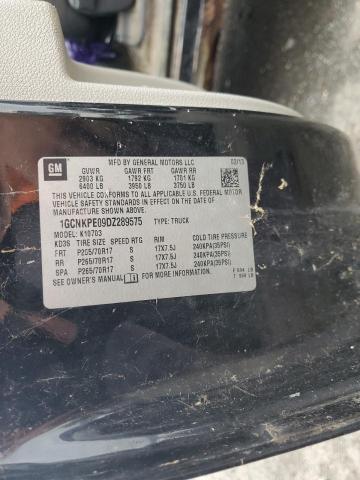 GM
MFD BY GENERAL MOTORS LLC
02/13
GVWR GAWR FRT GAWR RR
2903 KG 1792 KG 1701 KG
6400 LB 3950 LB 3750 LB
THIS VEHICLE CONFORMS TO ALL APPLICABLE U.S. FEDERAL MOTOR
VEHICLE SAFETY AND THEFT PREVENTION STANDARDS IN
EFFECT ON THE DATE OF MANUFACTURE SHOWN ABOVE.
1GCNKPE09DZ289575 TYPE: TRUCK
MODEL: K10703
TIRE SIZE SPEED RTG RIM COLD TIRE PRESSURE
FRT P265/70R17 S 17X7.5J 240KPA(35PSI)
RR P265/70R17 S 17X7.5J 240KPA(35PSI)
SPA P265/70R17 S 17X7.5J 240KPA(35PSI)
SEE OWNER'S MANUAL FOR MORE INFORMATION.